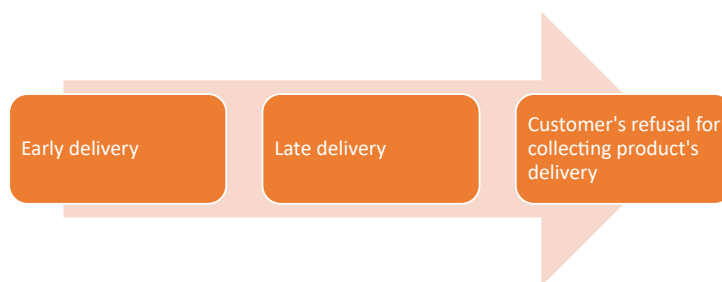 Early delivery
Late delivery
Customer's refusal for
collecting product's
delivery